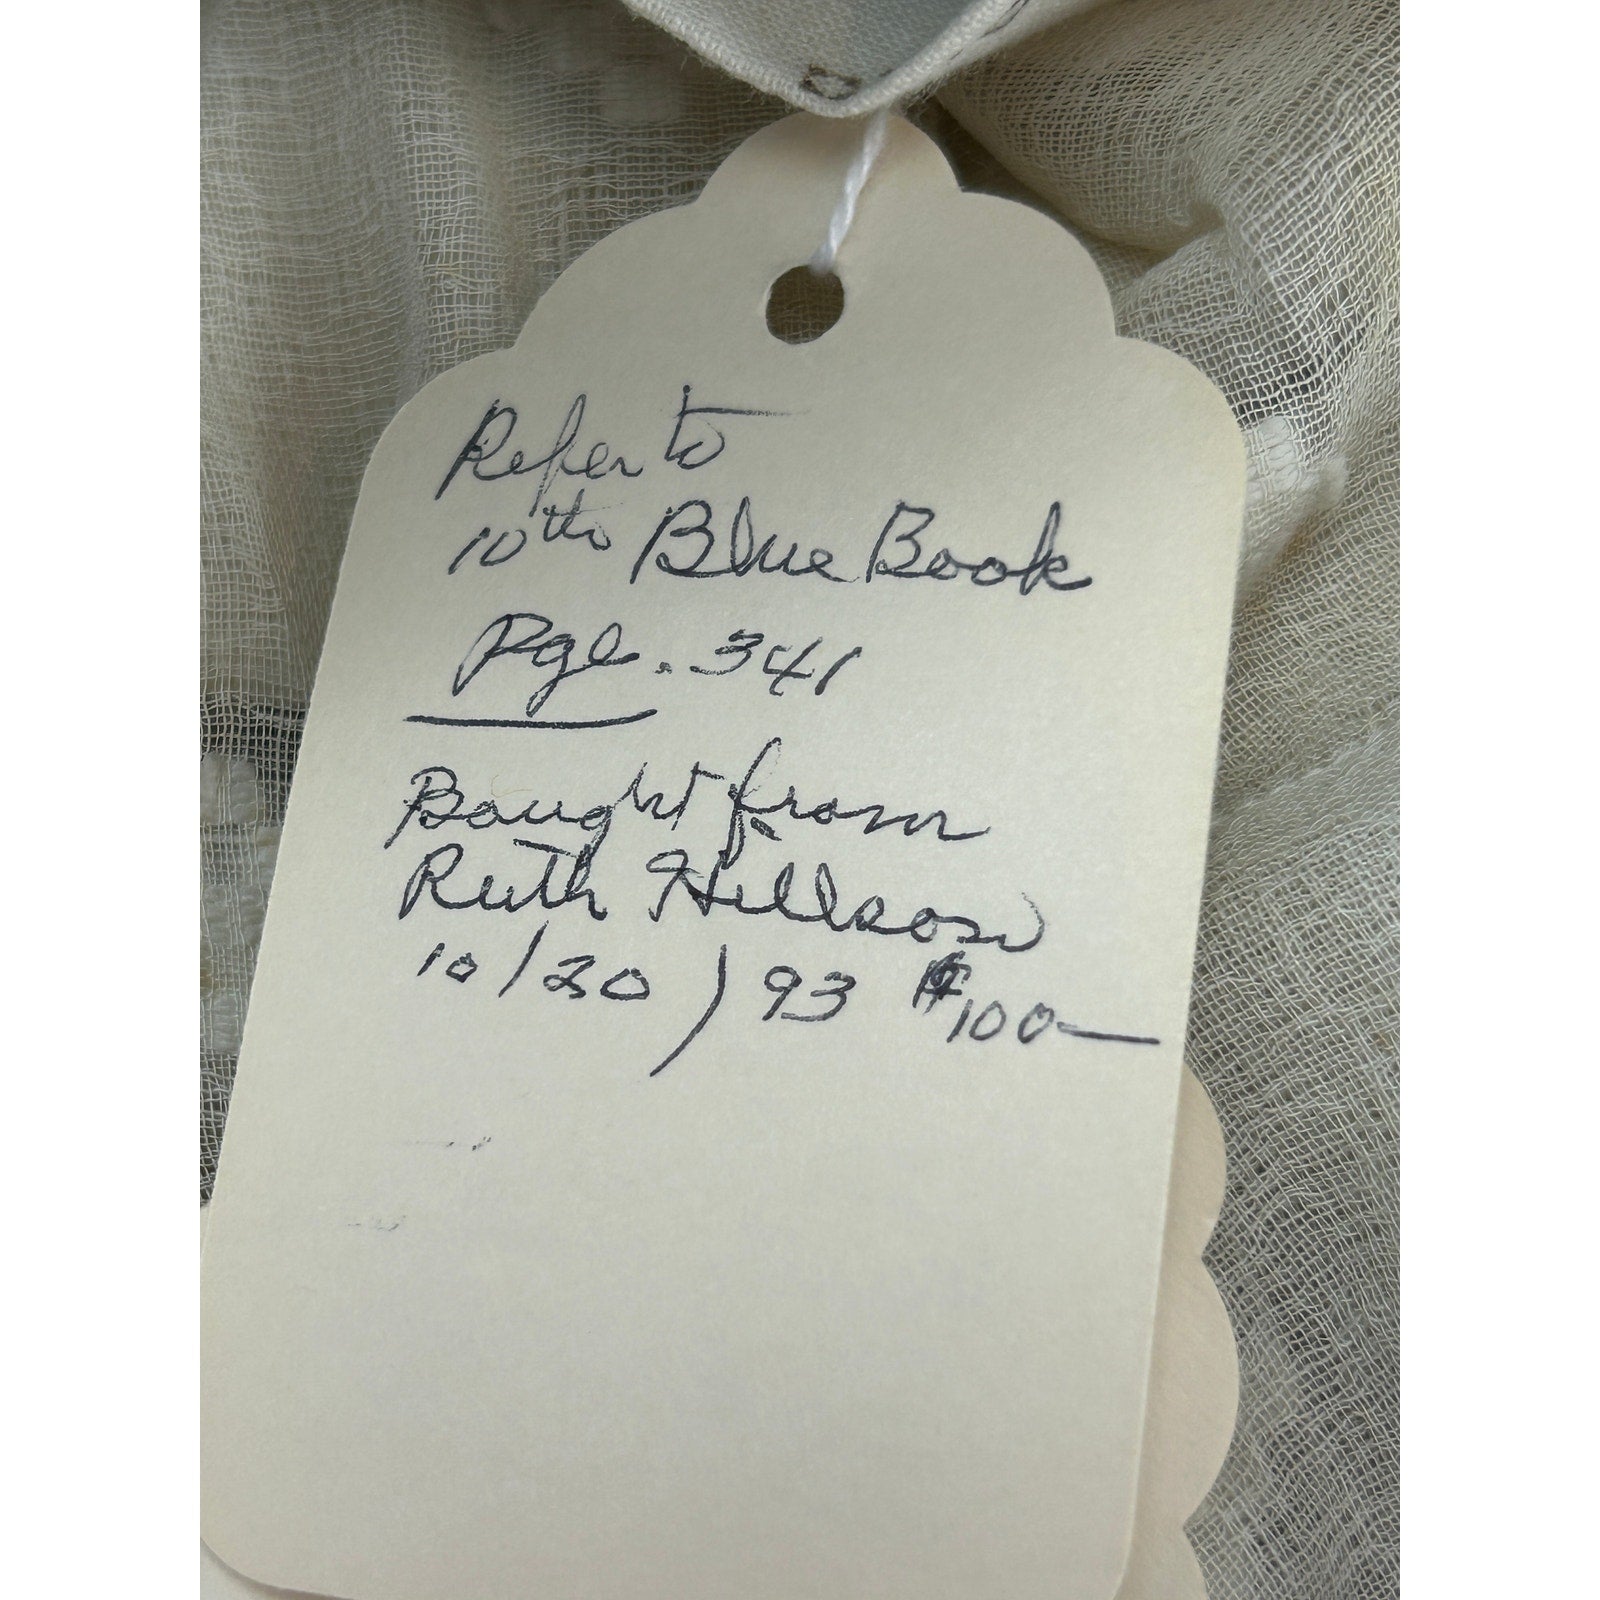 Refer to
10th Blue Book
Pge. 341
Bought from
Ruth Hillson
10/20/93 $100—